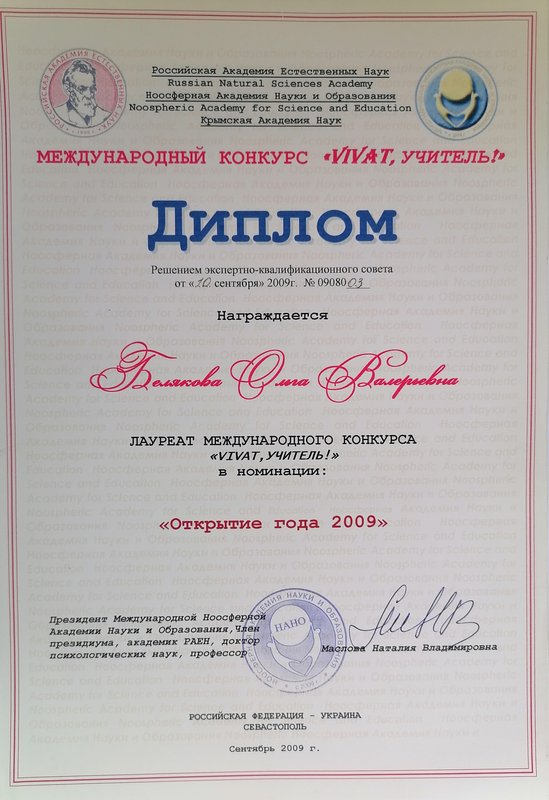 Российская Академия Естественных Наук
Russian Natural Sciences Academy
Ноосферная Академия Науки и Образования
Noospheric Academy for Science and Education
Крымская Академия Наук
МЕЖДУНАРОДНЫЙ КОНКУРС «VIVAT, УЧИТЕЛЬ!»
Диплом
Решением экспертно-квалификационного совета
от «10 сентября» 2009г. № 0908003
Награждается
Белякова Ольга Валерьевна
ЛАУРЕАТ МЕЖДУНАРОДНОГО КОНКУРСА
«VIVAT, УЧИТЕЛЬ!»
в номинации:
«Открытие года 2009»
Президент Международной Ноосферной
Академии Науки и Образования, Член
президиума, академик РАЕН, доктор
психологических наук, профессор
НАНО
Маслова Наталия Владимировна
РОССИЙСКАЯ ФЕДЕРАЦИЯ - УКРАИНА
СЕВАСТОПОЛЬ
Сентябрь 2009 г.